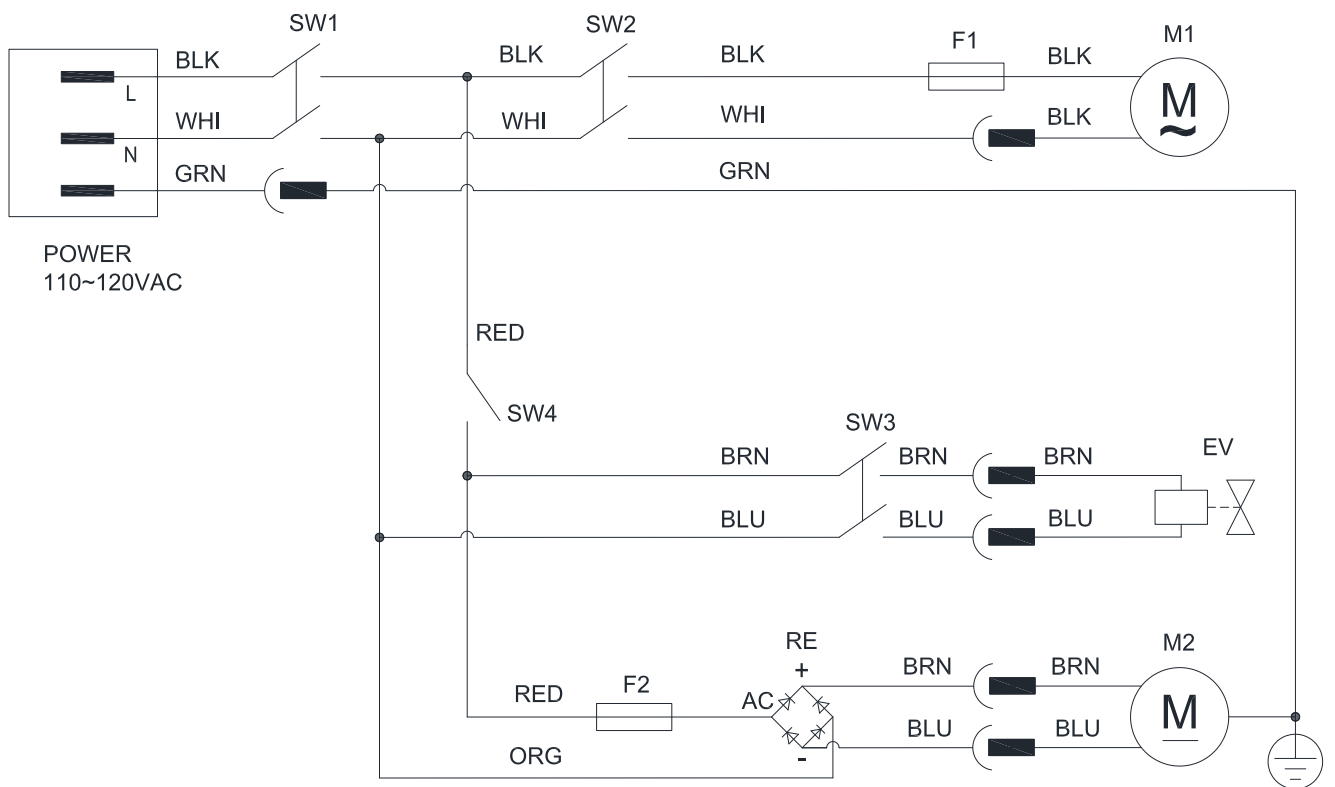 SW1
SW2
F1
M1
BLK
BLK
BLK
BLK
L
M
WHI
WHI
WHI
BLK
N
GRN
GRN
POWER
110~120VAC
RED
SW4
SW3
BRN
BRN
BRN
EV
BLU
BLU
BLU
RE
M2
+
BRN
BRN
RED
F2
AC
M
BLU
BLU
ORG
-